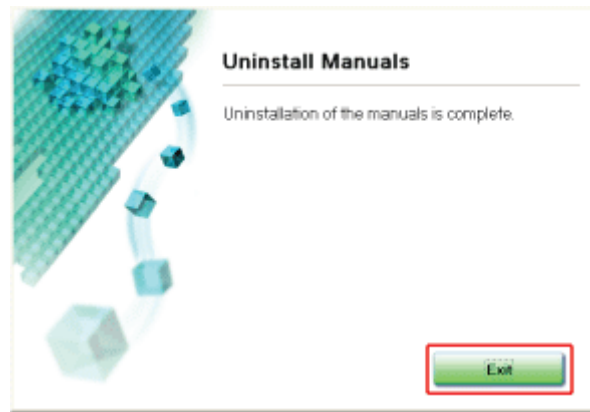 Uninstall Manuals
Uninstallation of the manuals is complete.
Exit